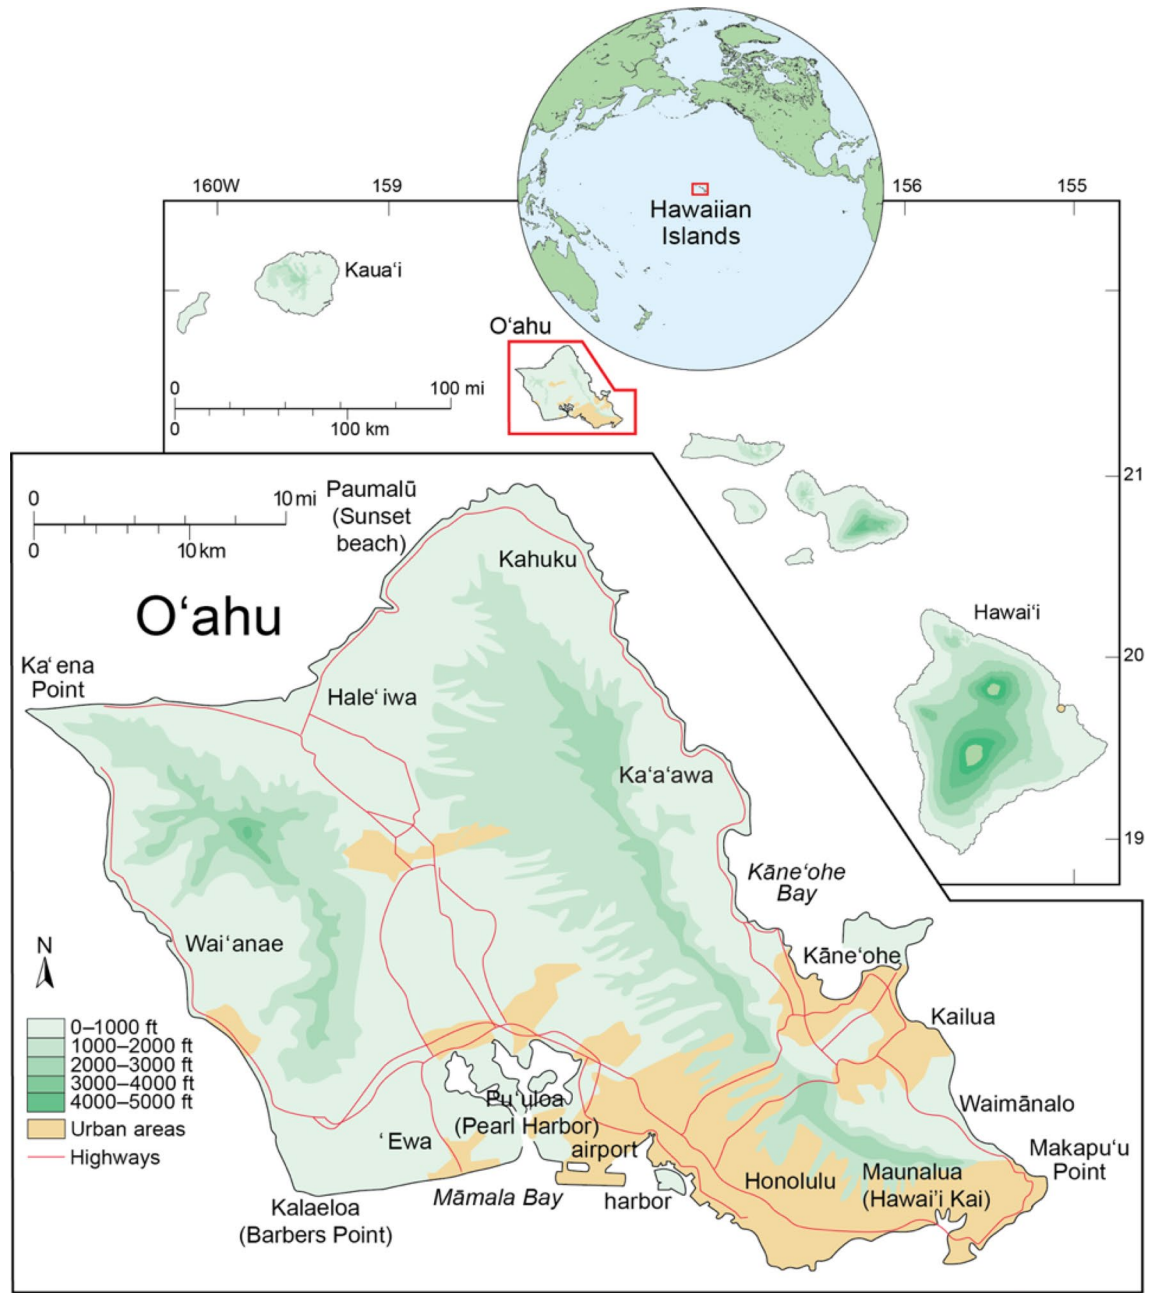 160W
159
156
155
Hawaiian
Islands
Kauaʻi
Oʻahu
0
100 mi
0
100 km
21
20
19
Hawaiʻi
0
10 mi
0
10 km
Paumalū
(Sunset
beach)
Kahuku
Oʻahu
Kaʻena
Point
Haleʻiwa
Kaʻaʻawa
Kāneʻohe
Bay
Waiʻanae
Kāneʻohe
N
Kailua
0–1000 ft
1000–2000 ft
2000–3000 ft
3000–4000 ft
4000–5000 ft
Urban areas
Highways
Puʻuloa
(Pearl Harbor)
ʻEwa
airport
Waimānalo
Makapuʻu
Point
Honolulu
Maunalua
(Hawaiʻi Kai)
Kalaeloa
(Barbers Point)
Māmala Bay
harbor